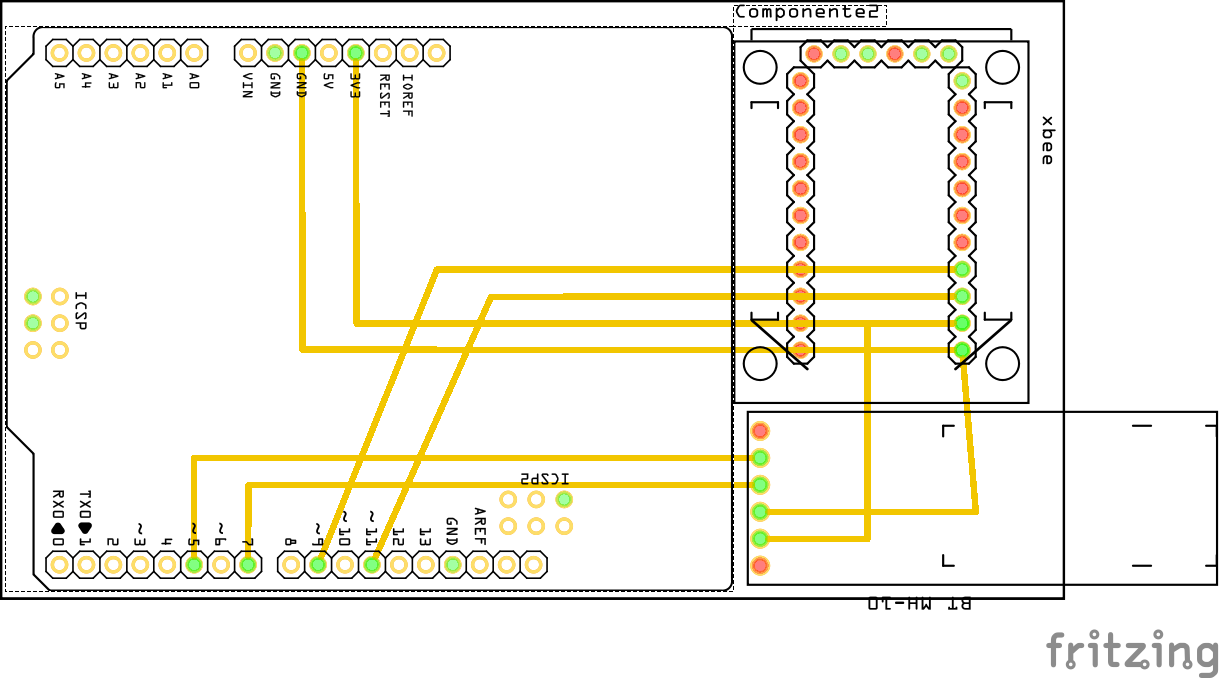 Componente2
A5
A4
A3
A2
A1
A0
VIN
GND
GND
5V
3V3
RESET
IOREF
xbee
ICSP
ICSP2
RX0
TX0
0
1
2
~3
4
~5
~6
7
8
~9
~10
~11
12
13
GND
AREF
BT MH-10
fritzing